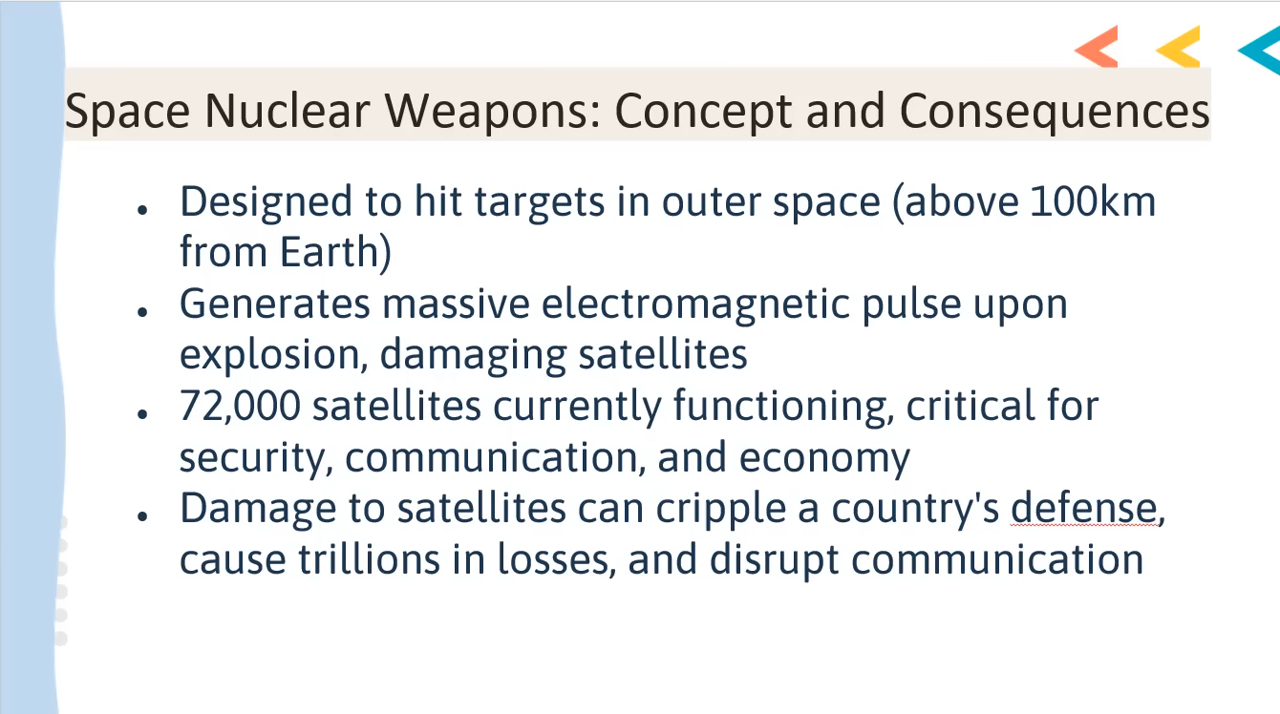 Space Nuclear Weapons: Concept and Consequences
• Designed to hit targets in outer space (above 100km
from Earth)
• Generates massive electromagnetic pulse upon
explosion, damaging satellites
• 72,000 satellites currently functioning, critical for
security, communication, and economy
• Damage to satellites can cripple a country's defense,
cause trillions in losses, and disrupt communication